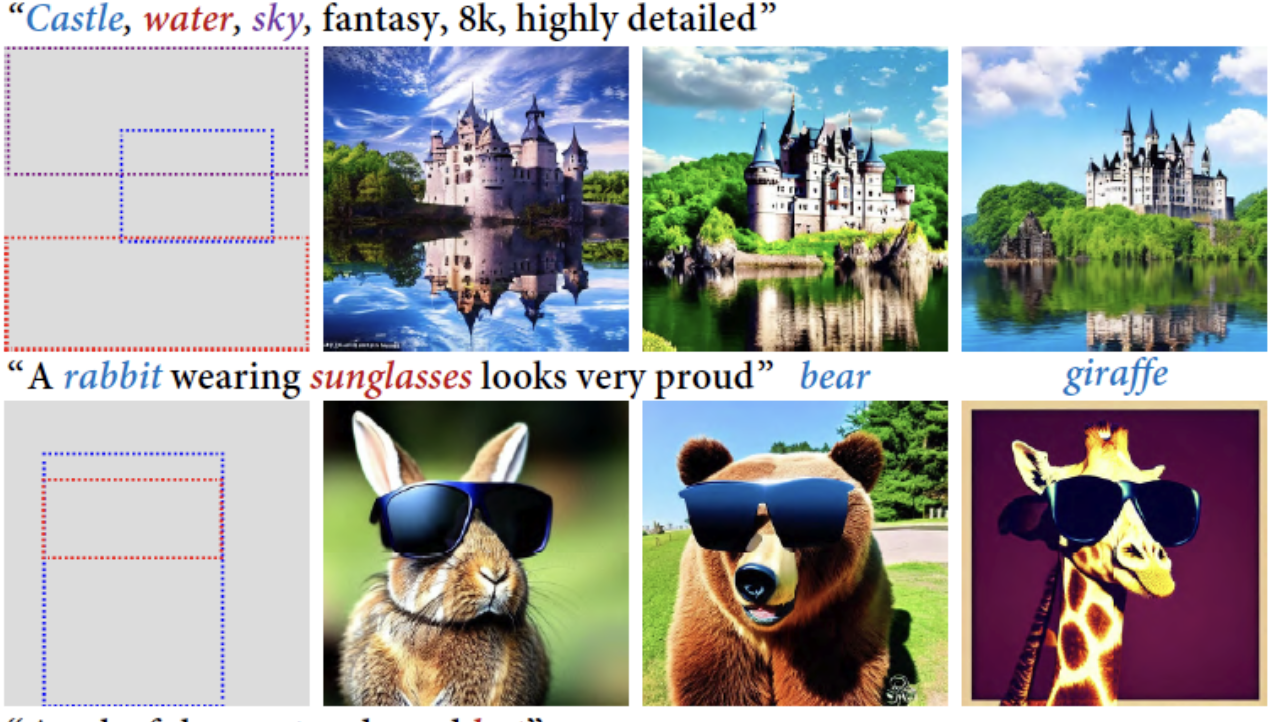 “Castle, water, sky, fantasy, 8k, highly detailed”
“A rabbit wearing sunglasses looks very proud” bear giraffe